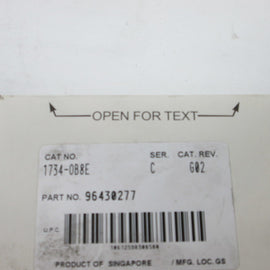 OPEN FOR TEXT
CAT NO. SER. CAT. REV.
1734-OB8E C G02
PART NO. 96430277
U.P.C.
PRODUCT OF SINGAPORE / MFG. LOC. GS